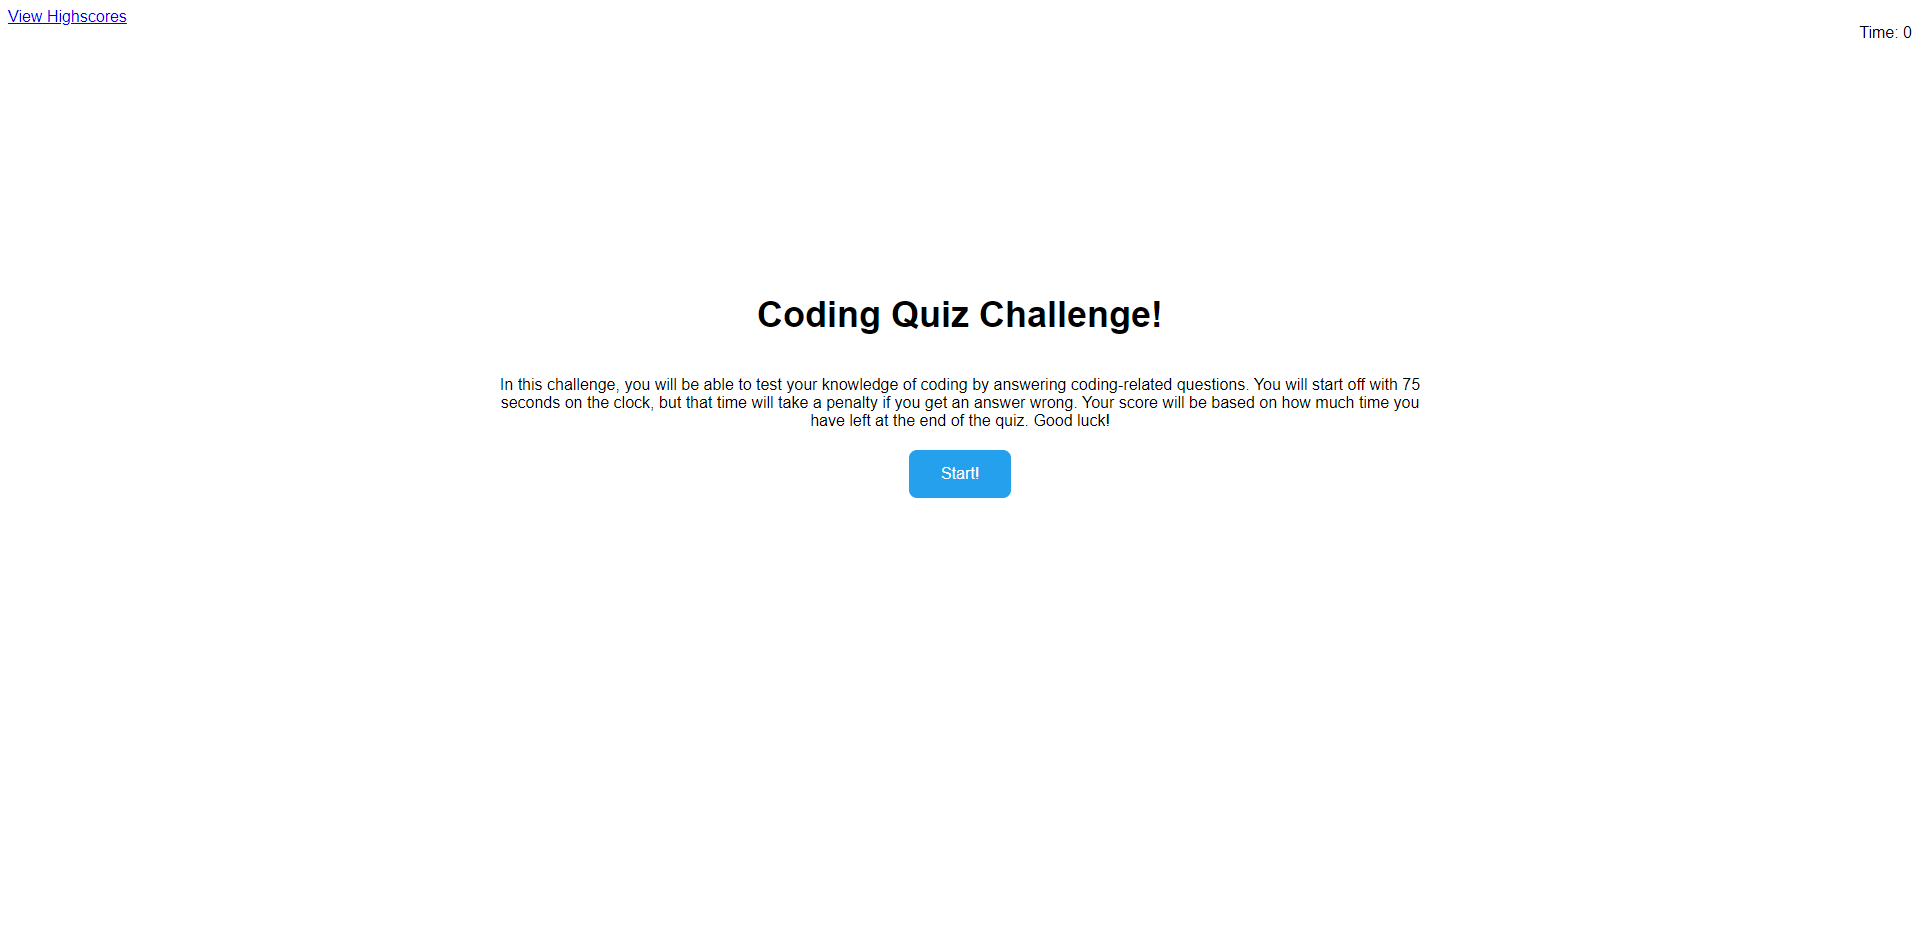 View Highscores
Time: 0
Coding Quiz Challenge!
In this challenge, you will be able to test your knowledge of coding by answering coding-related questions. You will start off with 75
seconds on the clock, but that time will take a penalty if you get an answer wrong. Your score will be based on how much time you
have left at the end of the quiz. Good luck!
Start!